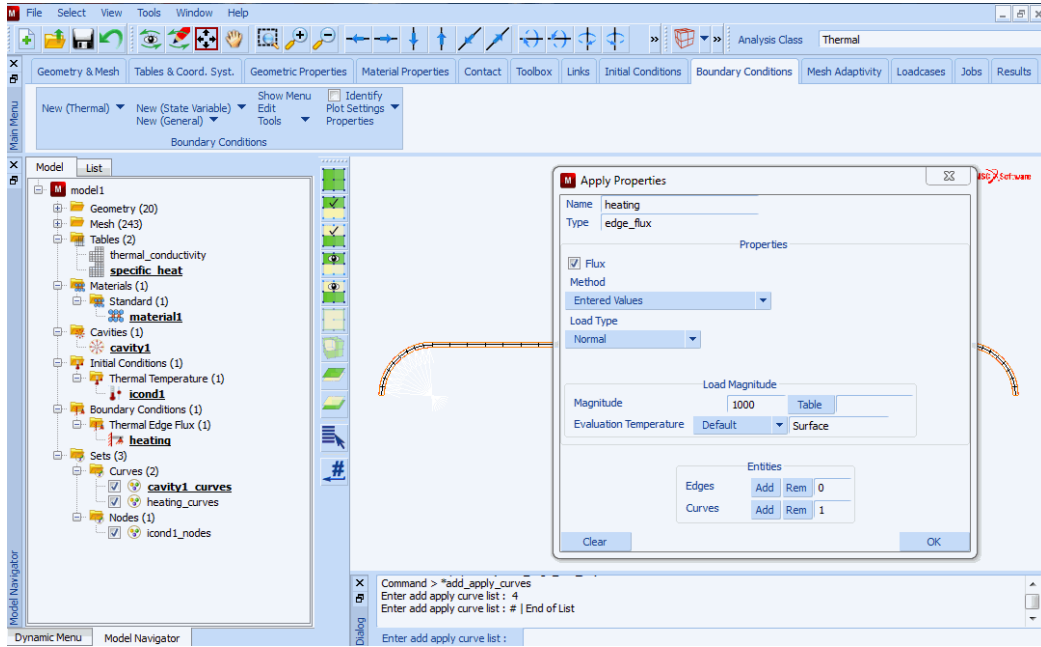 File Select View Tools Window Help
» » Analysis Class Thermal
Geometry & Mesh Tables & Coord. Syst. Geometric Properties Material Properties Contact Toolbox Links Initial Conditions Boundary Conditions Mesh Adaptivity Loadcases Jobs Results
Main Menu
New (Thermal) New (State Variable) Show Menu Identify
New (General) Edit Plot Settings
Tools Properties
Boundary Conditions
Model List
model1
Geometry (20)
Mesh (243)
Tables (2)
thermal_conductivity
specific_heat
Materials (1)
Standard (1)
material1
Cavities (1)
cavity1
Initial Conditions (1)
Thermal Temperature (1)
icond1
Boundary Conditions (1)
Thermal Edge Flux (1)
heating
Sets (3)
Curves (2)
cavity1_curves
heating_curves
Nodes (1)
icond1_nodes
Model Navigator
Dynamic Menu Model Navigator
#
Software
M Apply Properties
Name heating
Type edge_flux
Properties
Flux
Method
Entered Values
Load Type
Normal
Load Magnitude
Magnitude 1000 Table
Evaluation Temperature Default Surface
Entities
Edges Add Rem 0
Curves Add Rem 1
Clear OK
Dialog
Command > *add_apply_curves
Enter add apply curve list : 4
Enter add apply curve list : # | End of List
Enter add apply curve list :